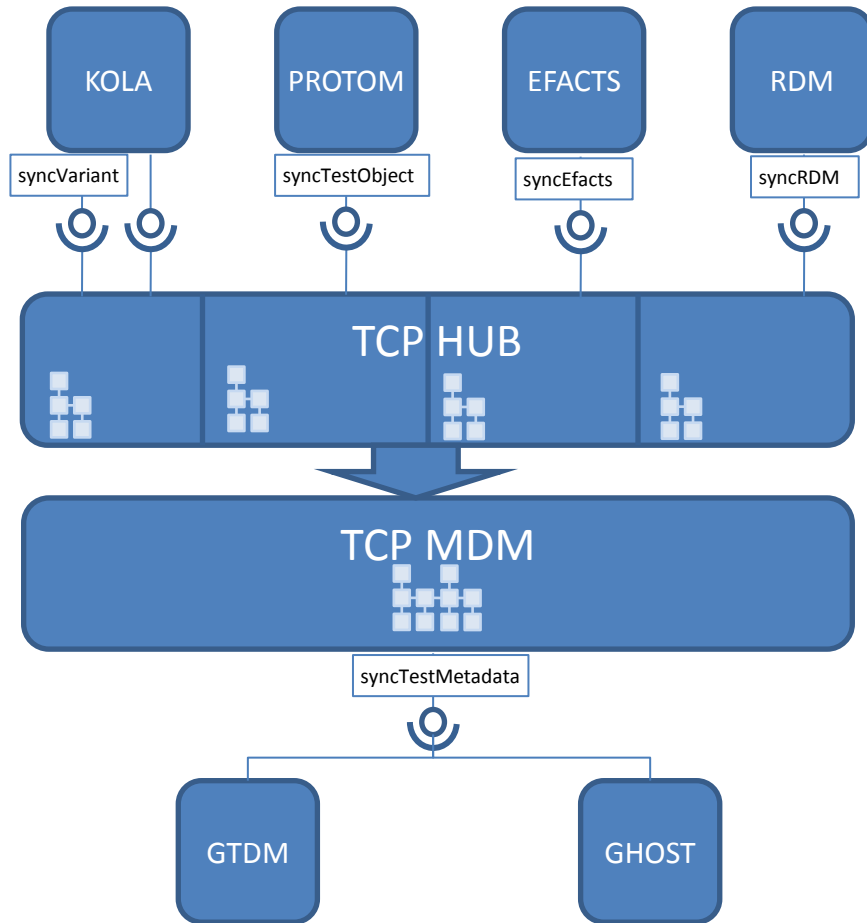 KOLA
PROTOM
EFACTS
RDM
syncVariant
syncTestObject
syncEfacts
syncRDM
TCP HUB
TCP MDM
syncTestMetadata
GTDM
GHOST